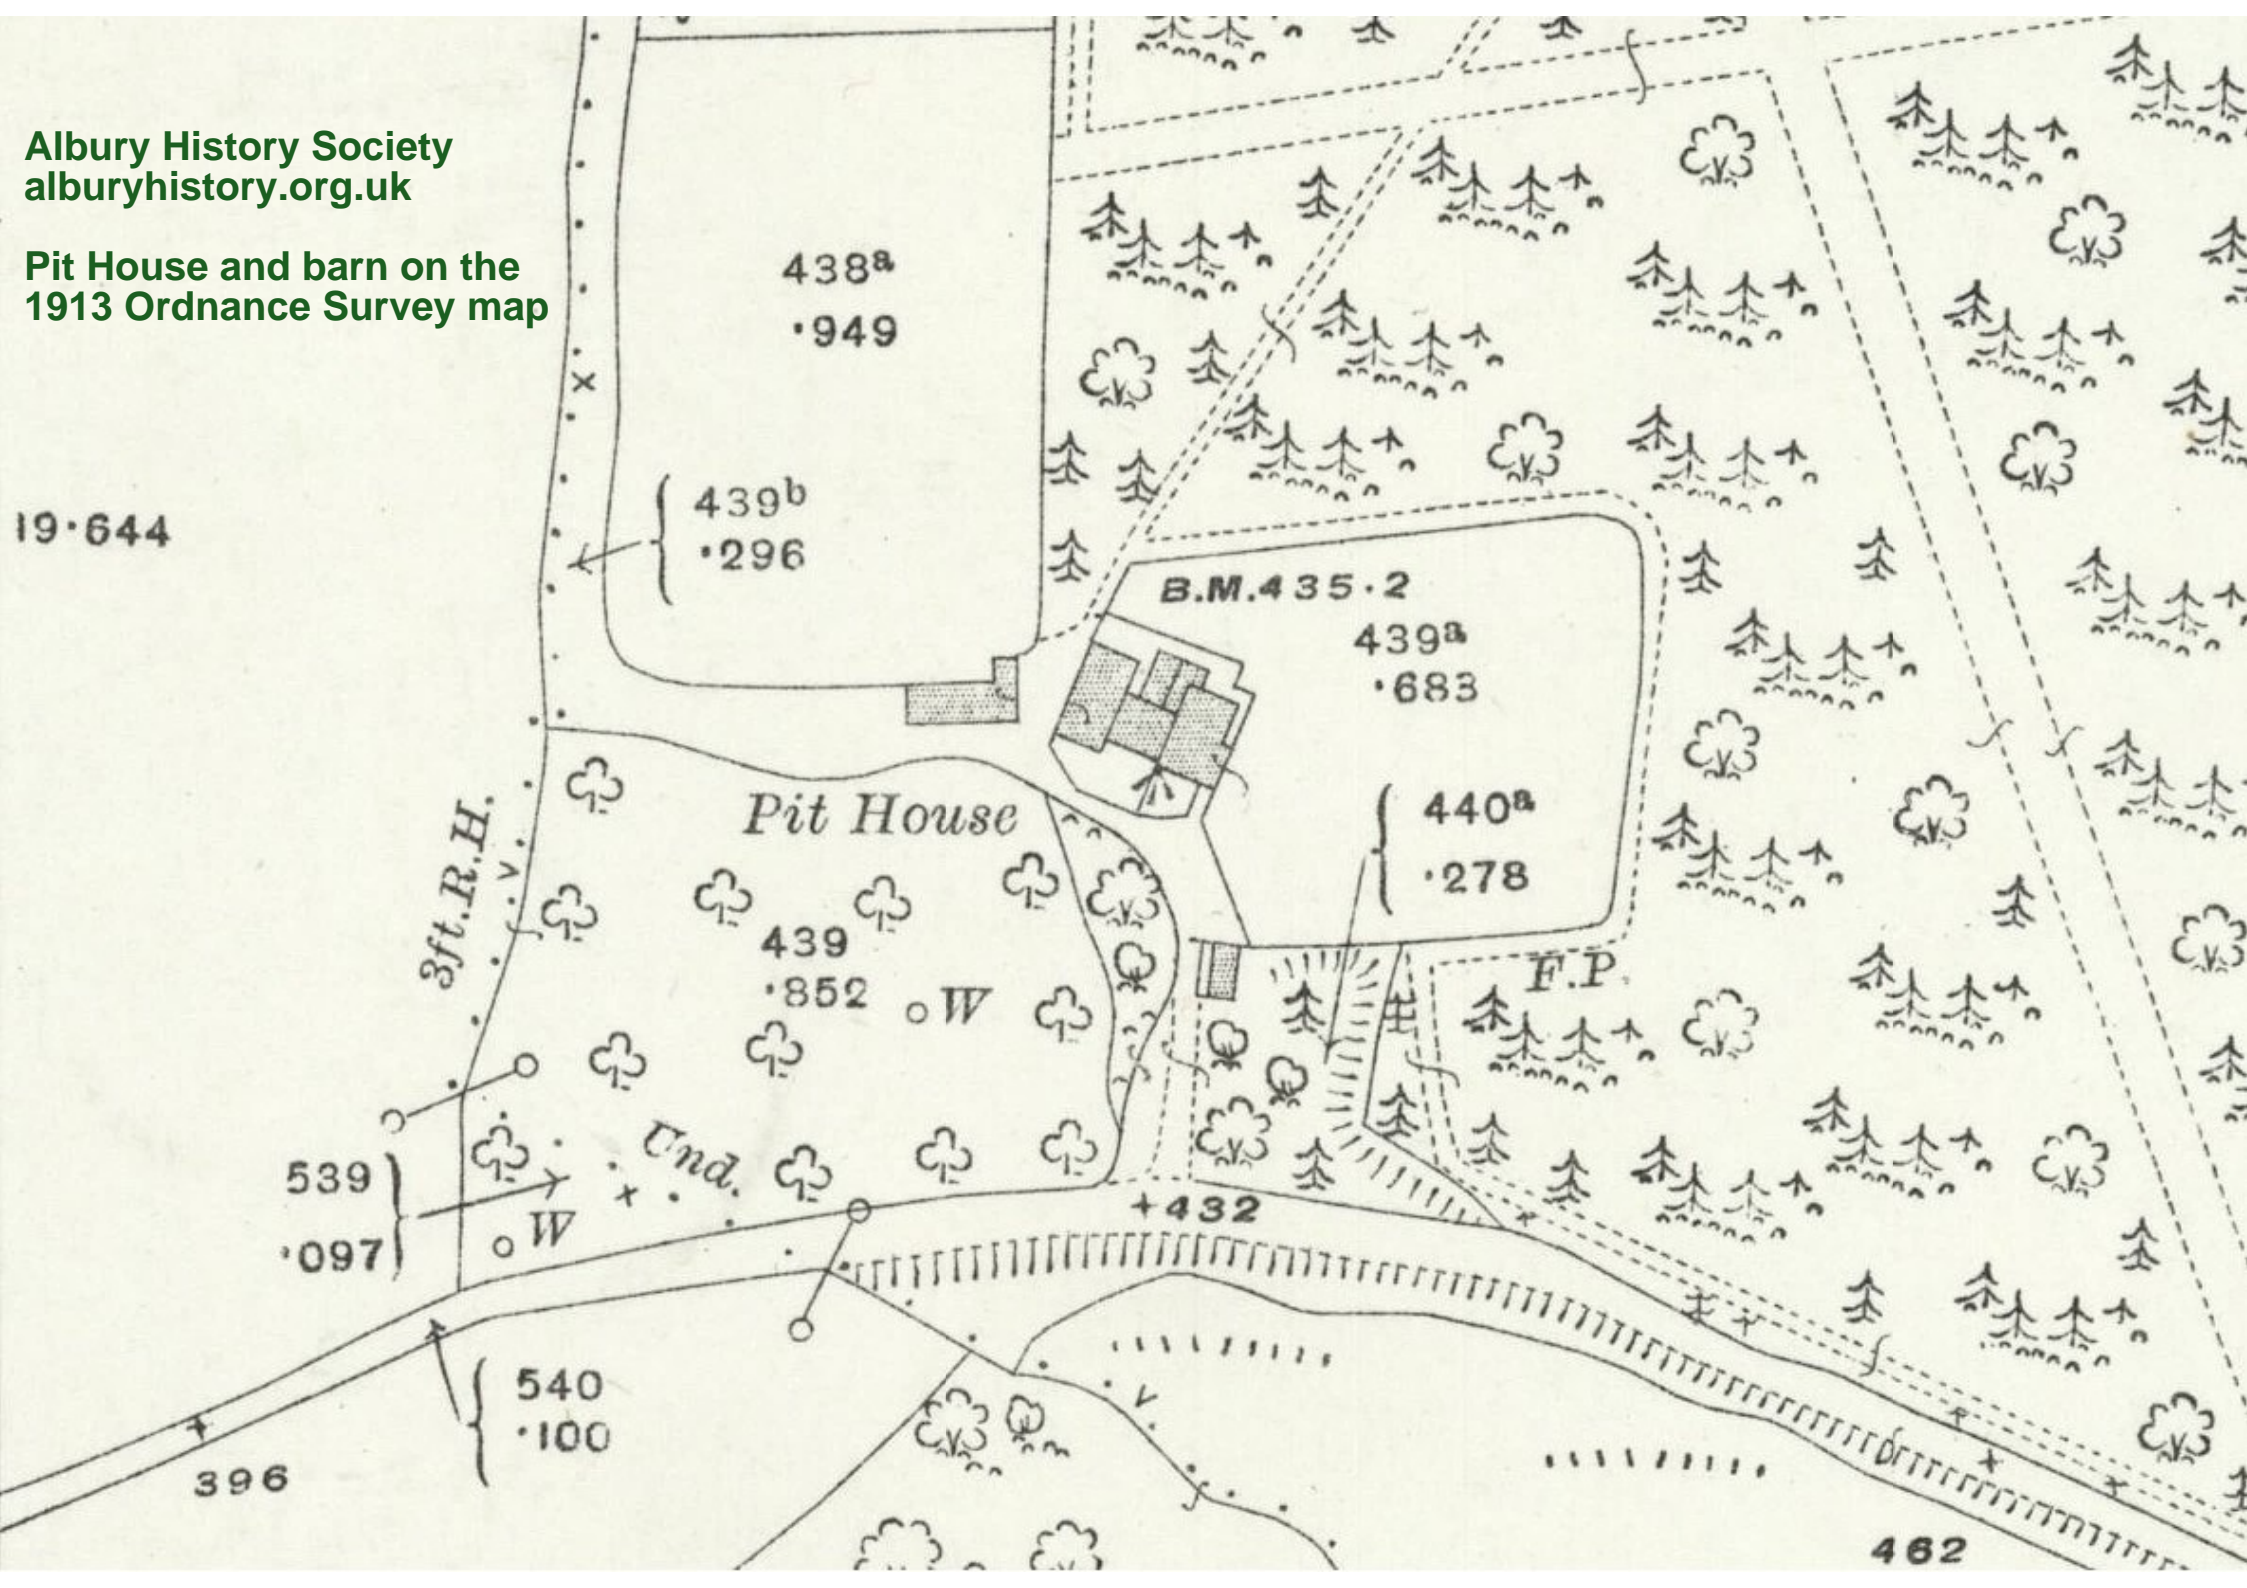 Albury History Society
alburyhistory.org.uk
Pit House and barn on the
1913 Ordnance Survey map
438a
·949
439b
·296
19·644
B.M.435·2
439a
·683
Pit House
440a
·278
3ft.R.H.
439
·852
W
F.P.
Und.
539
·097
W
+432
540
·100
396
462